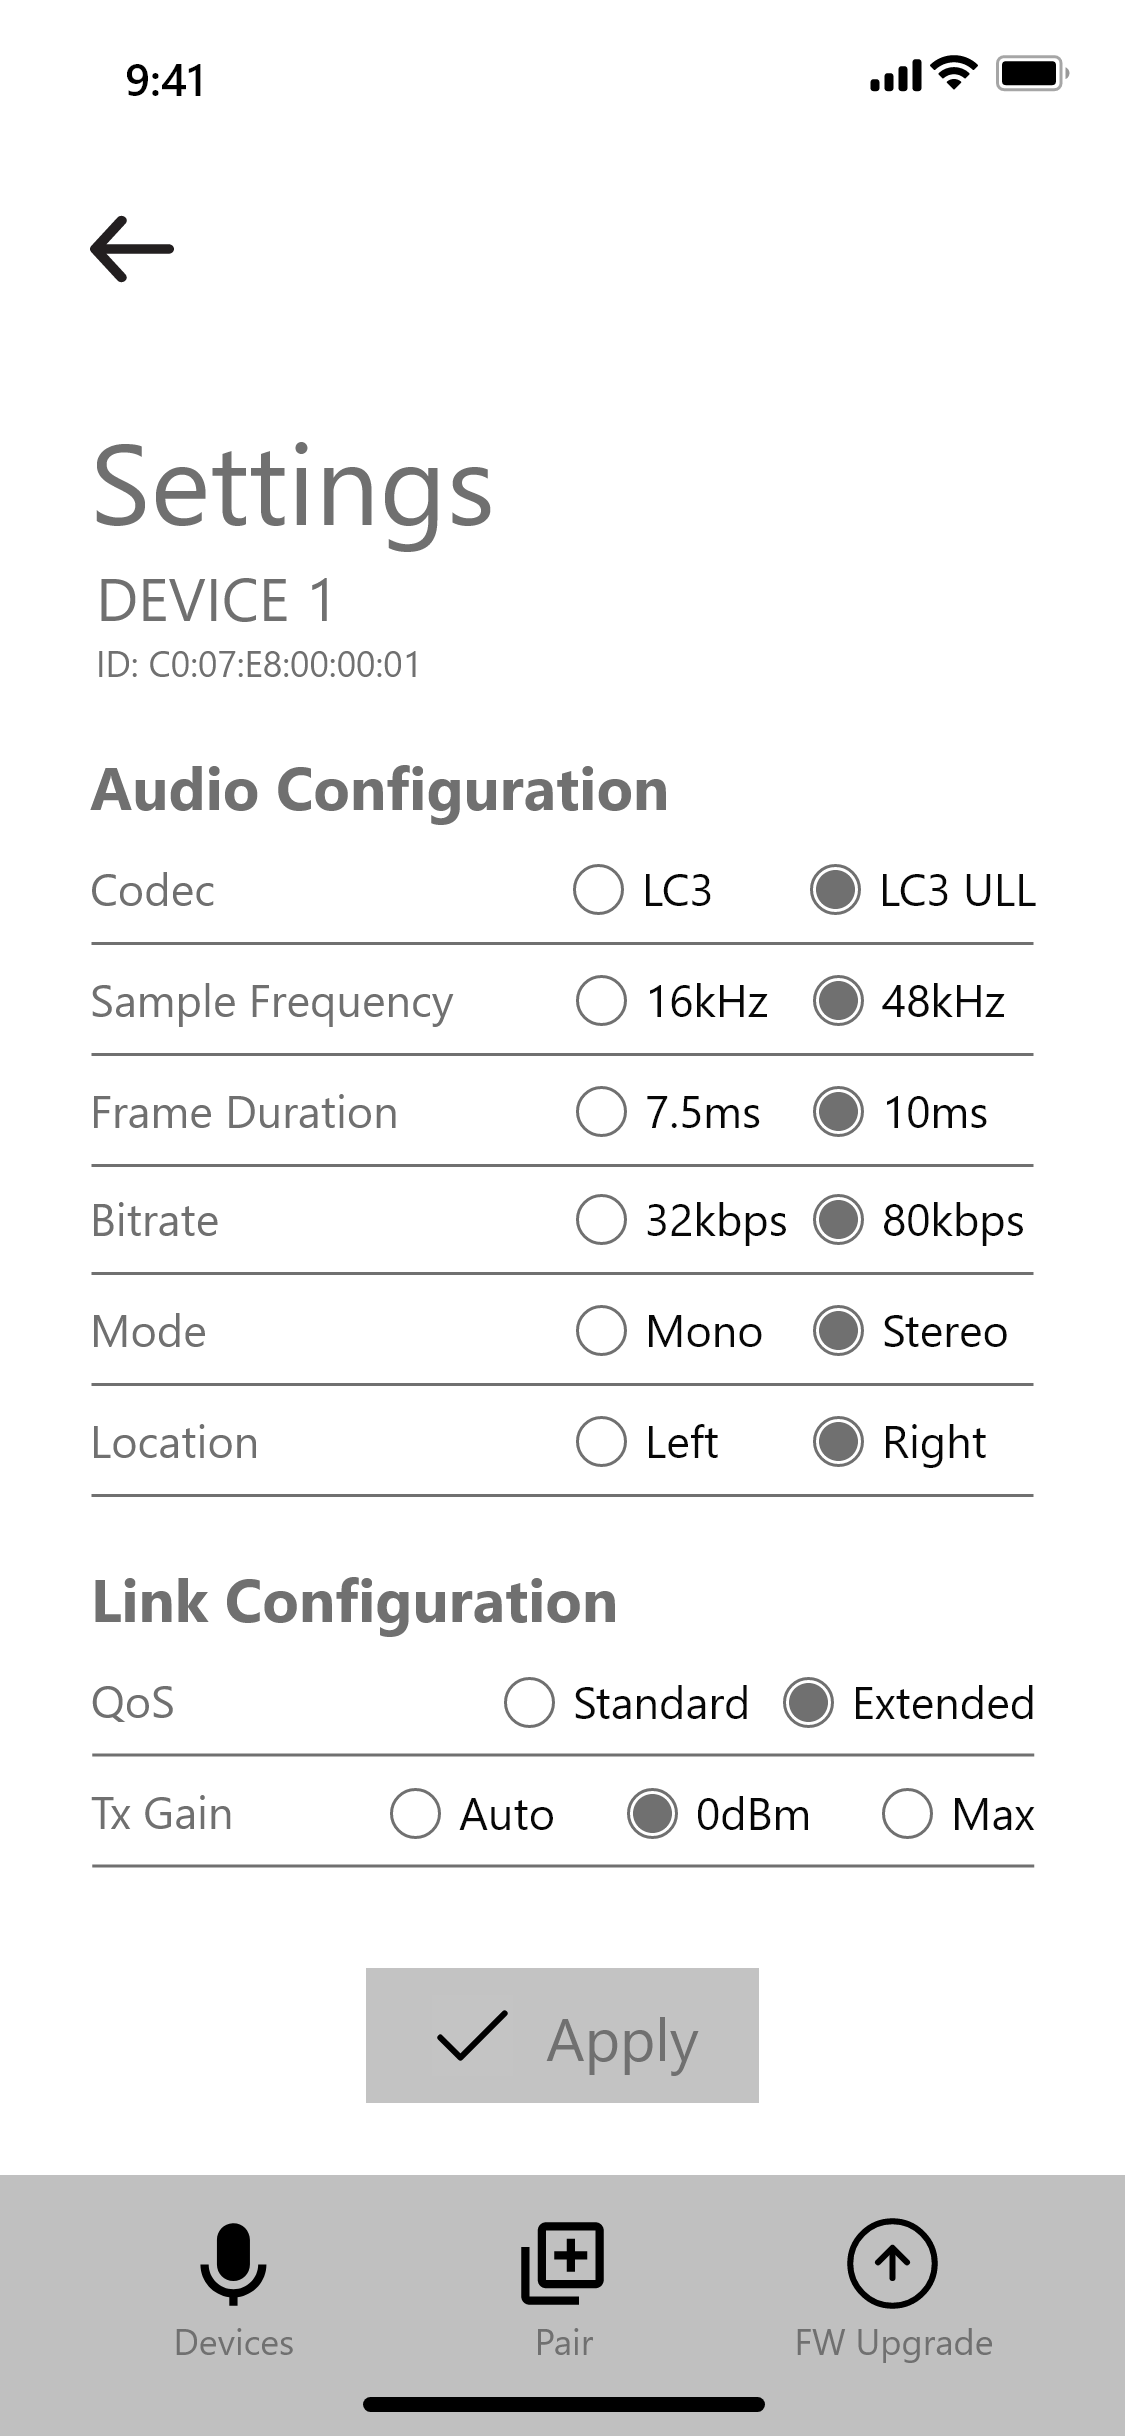 9:41
Settings
DEVICE 1
ID: C0:07:E8:00:00:01
Audio Configuration
Codec LC3 LC3 ULL
Sample Frequency 16kHz 48kHz
Frame Duration 7.5ms 10ms
Bitrate 32kbps 80kbps
Mode Mono Stereo
Location Left Right
Link Configuration
QoS Standard Extended
Tx Gain Auto 0dBm Max
Apply
Devices Pair FW Upgrade